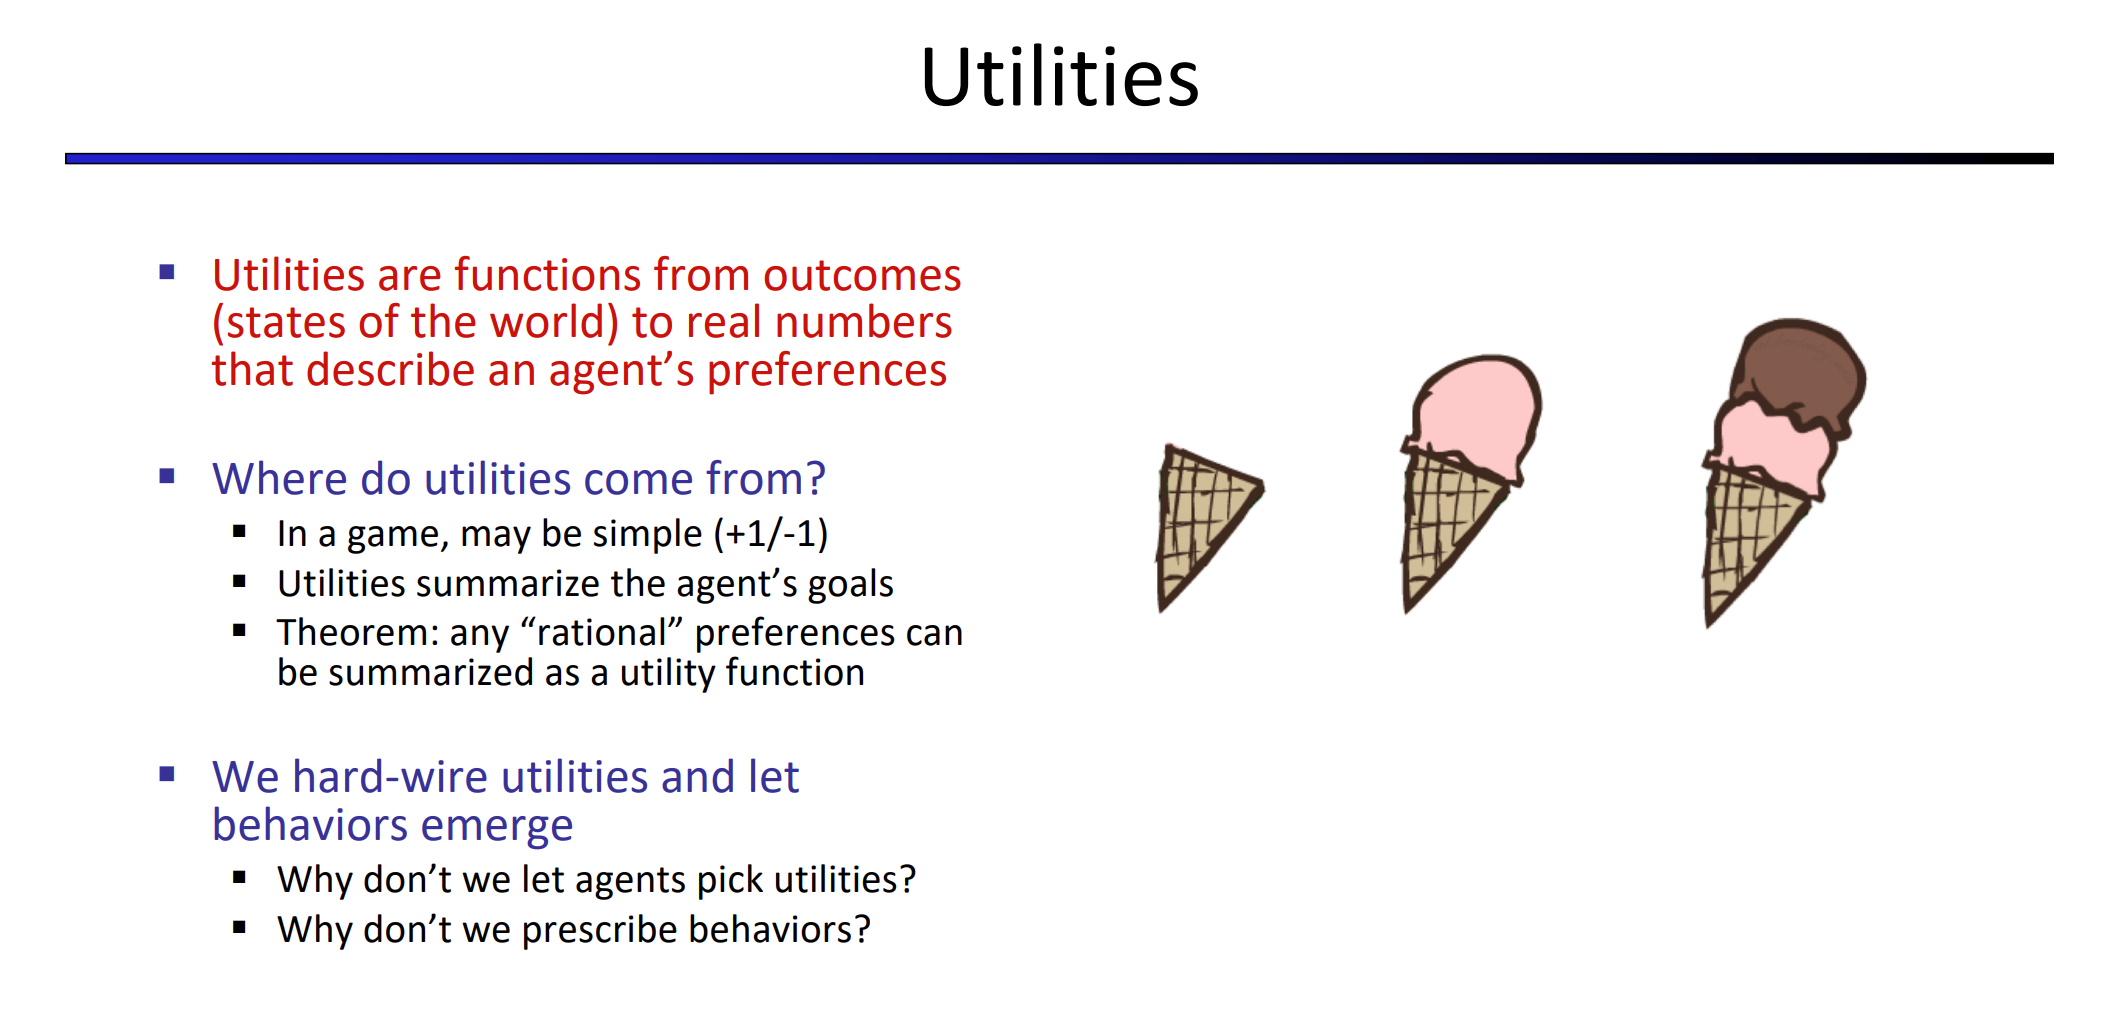 Utilities
▪ Utilities are functions from outcomes
(states of the world) to real numbers
that describe an agent’s preferences
▪ Where do utilities come from?
▪ In a game, may be simple (+1/-1)
▪ Utilities summarize the agent’s goals
▪ Theorem: any “rational” preferences can
be summarized as a utility function
▪ We hard-wire utilities and let
behaviors emerge
▪ Why don’t we let agents pick utilities?
▪ Why don’t we prescribe behaviors?